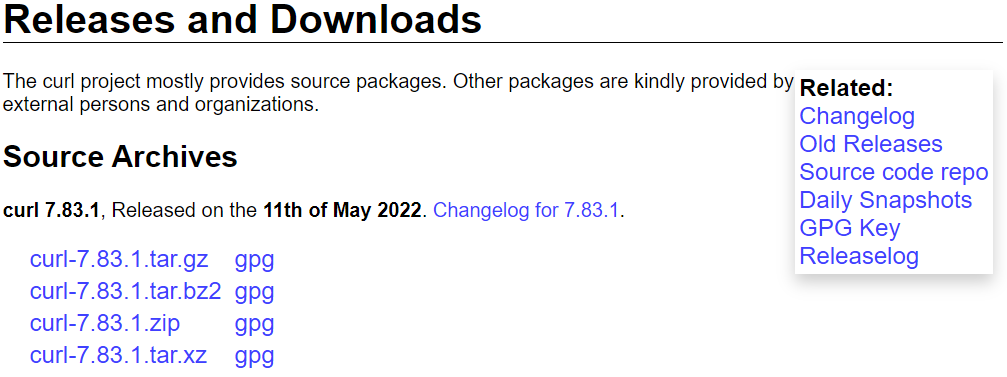 Releases and Downloads
The curl project mostly provides source packages. Other packages are kindly provided by
external persons and organizations.
Related:
Changelog
Old Releases
Source code repo
Daily Snapshots
GPG Key
Releaselog
Source Archives
curl 7.83.1, Released on the 11th of May 2022. Changelog for 7.83.1.
curl-7.83.1.tar.gz gpg
curl-7.83.1.tar.bz2 gpg
curl-7.83.1.zip gpg
curl-7.83.1.tar.xz gpg